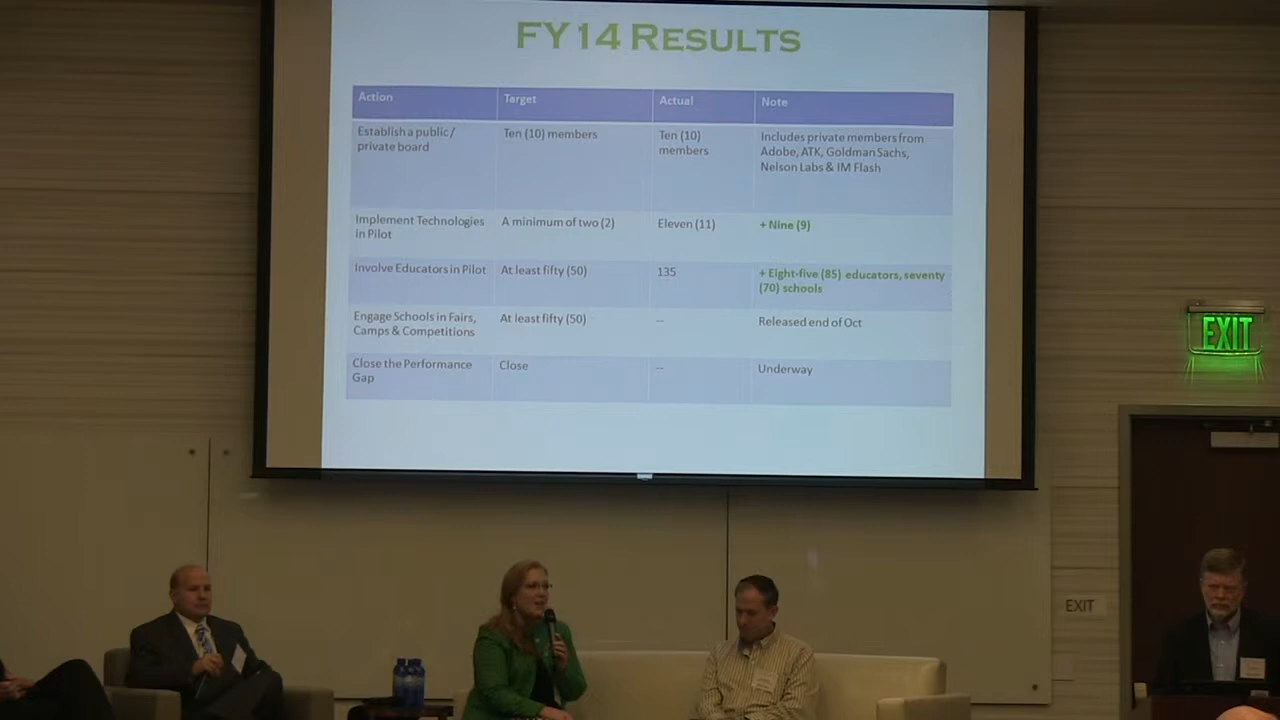 FY14 RESULTS
Action Target Actual Note
Establish a public / Ten (10) members Ten (10) Includes private members from
private board members Adobe, ATK, Goldman Sachs,
Nelson Labs & IM Flash
Implement Technologies A minimum of two (2) Eleven (11) + Nine (9)
in Pilot
Involve Educators in Pilot At least fifty (50) 135 + Eight-five (85) educators, seventy
(70) schools
Engage Schools in Fairs, At least fifty (50) -- Released end of Oct
Camps & Competitions
Close the Performance Close -- Underway
Gap
EXIT
EXIT